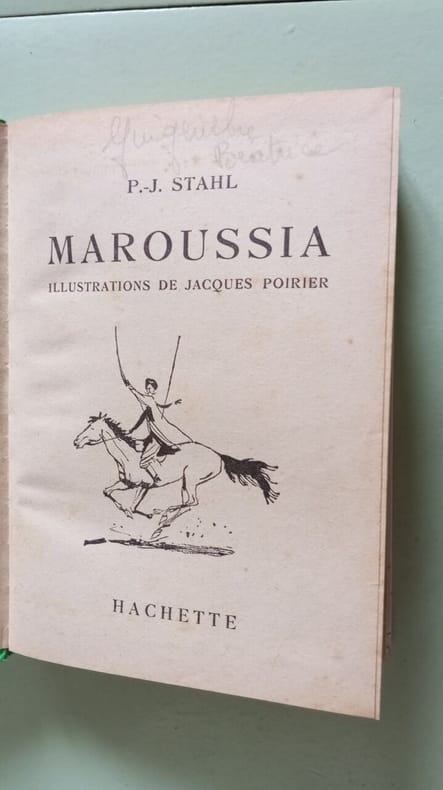 Béatrice
P.-J. STAHL
MAROUSSIA
ILLUSTRATIONS DE JACQUES POIRIER
HACHETTE